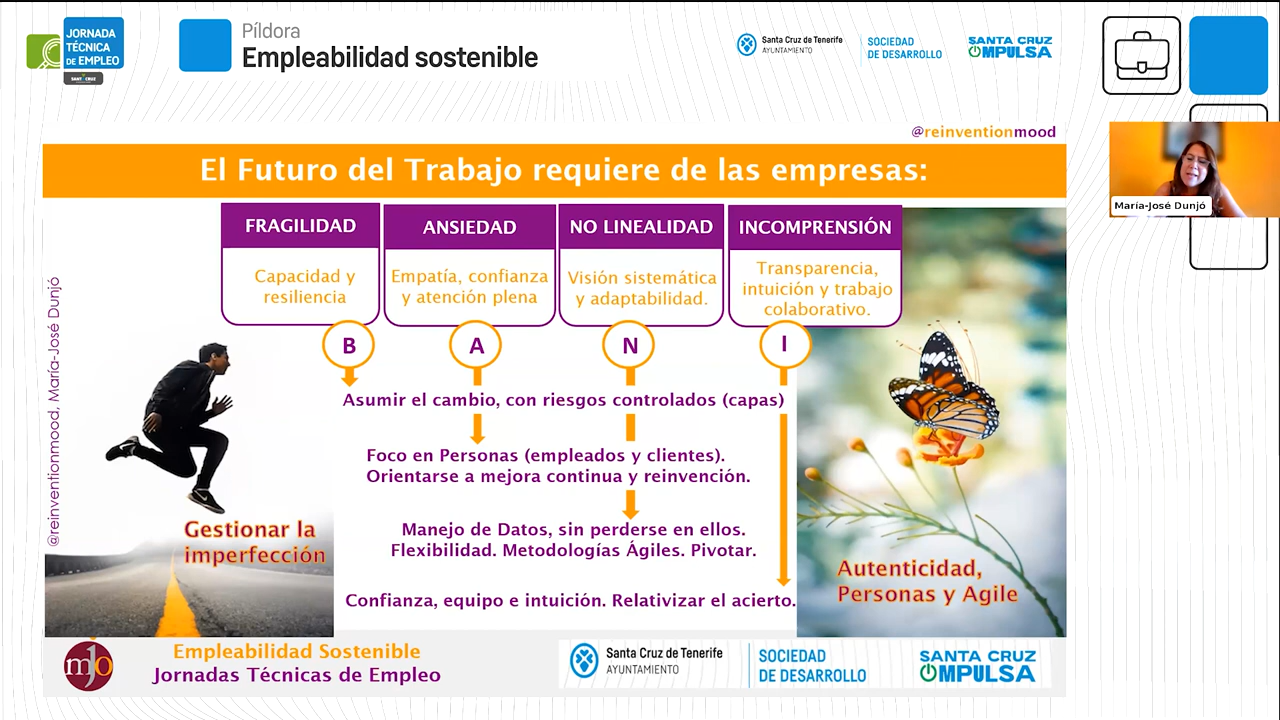 JORNADA
TÉCNICA
DE EMPLEO
SANTA CRUZ
Píldora
Empleabilidad sostenible
Santa Cruz de Tenerife
AYUNTAMIENTO
SOCIEDAD
DE DESARROLLO
SANTA CRUZ
IMPULSA
@reinventionmood
El Futuro del Trabajo requiere de las empresas:
FRAGILIDAD
Capacidad y
resiliencia
ANSIEDAD
Empatía, confianza
y atención plena
NO LINEALIDAD
Visión sistemática
y adaptabilidad.
INCOMPRENSIÓN
Transparencia,
intuición y trabajo
colaborativo.
B
A
N
I
Asumir el cambio, con riesgos controlados (capas)
Foco en Personas (empleados y clientes).
Orientarse a mejora continua y reinvención.
Manejo de Datos, sin perderse en ellos.
Flexibilidad. Metodologías Ágiles. Pivotar.
Confianza, equipo e intuición. Relativizar el acierto.
Gestionar la
imperfección
Autenticidad,
Personas y Agile
@reinventionmood. María-José Dunjó
María-José Dunjó
mjo
Empleabilidad Sostenible
Jornadas Técnicas de Empleo
Santa Cruz de Tenerife
AYUNTAMIENTO
SOCIEDAD
DE DESARROLLO
SANTA CRUZ
IMPULSA